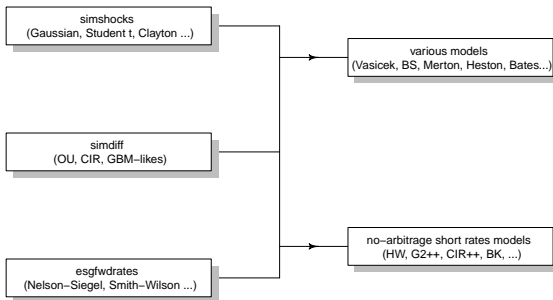 simshocks
(Gaussian, Student t, Clayton ...)
various models
(Vasicek, BS, Merton, Heston, Bates...)
simdiff
(OU, CIR, GBM−likes)
no−arbitrage short rates models
(HW, G2++, CIR++, BK, ...)
esgfwdrates
(Nelson−Siegel, Smith−Wilson ...)